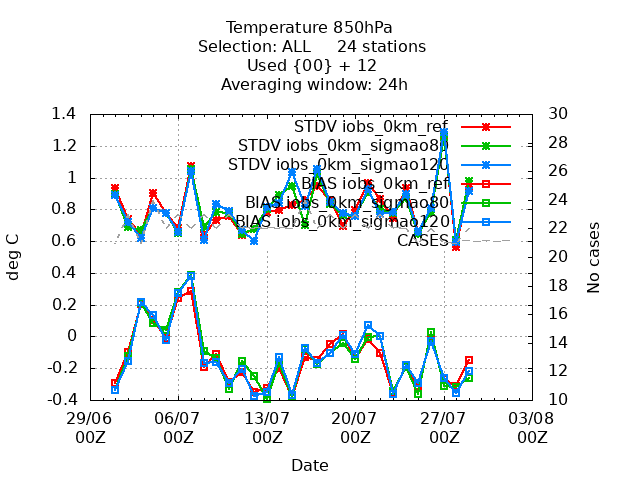 Temperature 850hPa
Selection: ALL     24 stations
Used {00} + 12
Averaging window: 24h
STDV iobs_0km_ref
STDV iobs_0km_sigmao80
STDV iobs_0km_sigmao120
BIAS iobs_0km_ref
BIAS iobs_0km_sigmao80
BIAS iobs_0km_sigmao120
CASES
deg C
1.4
1.2
1
0.8
0.6
0.4
0.2
0
-0.2
-0.4
30
28
26
24
22
20
18
16
14
12
10
No cases
29/06 06/07 13/07 20/07 27/07 03/08
00Z 00Z 00Z 00Z 00Z 00Z
Date